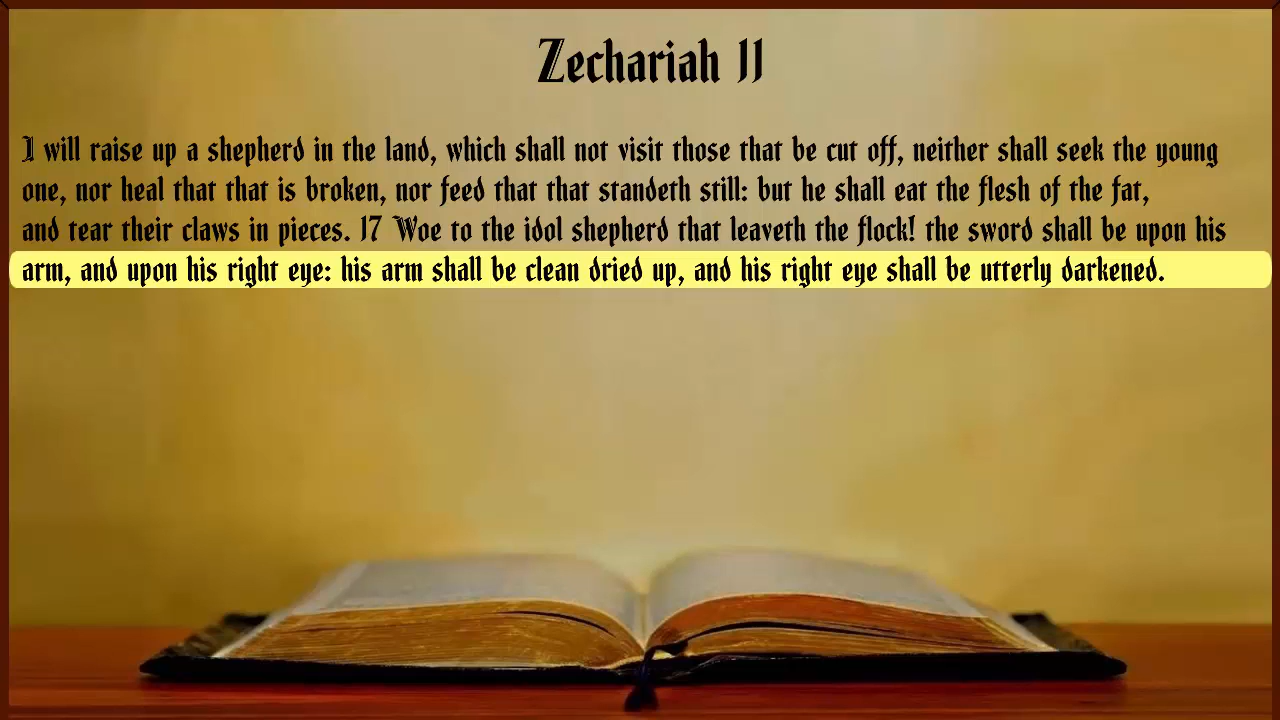 Zechariah 11
I will raise up a shepherd in the land, which shall not visit those that be cut off, neither shall seek the young
one, nor heal that that is broken, nor feed that that standeth still: but he shall eat the flesh of the fat,
and tear their claws in pieces. 17 Woe to the idol shepherd that leaveth the flock! the sword shall be upon his
arm, and upon his right eye: his arm shall be clean dried up, and his right eye shall be utterly darkened.